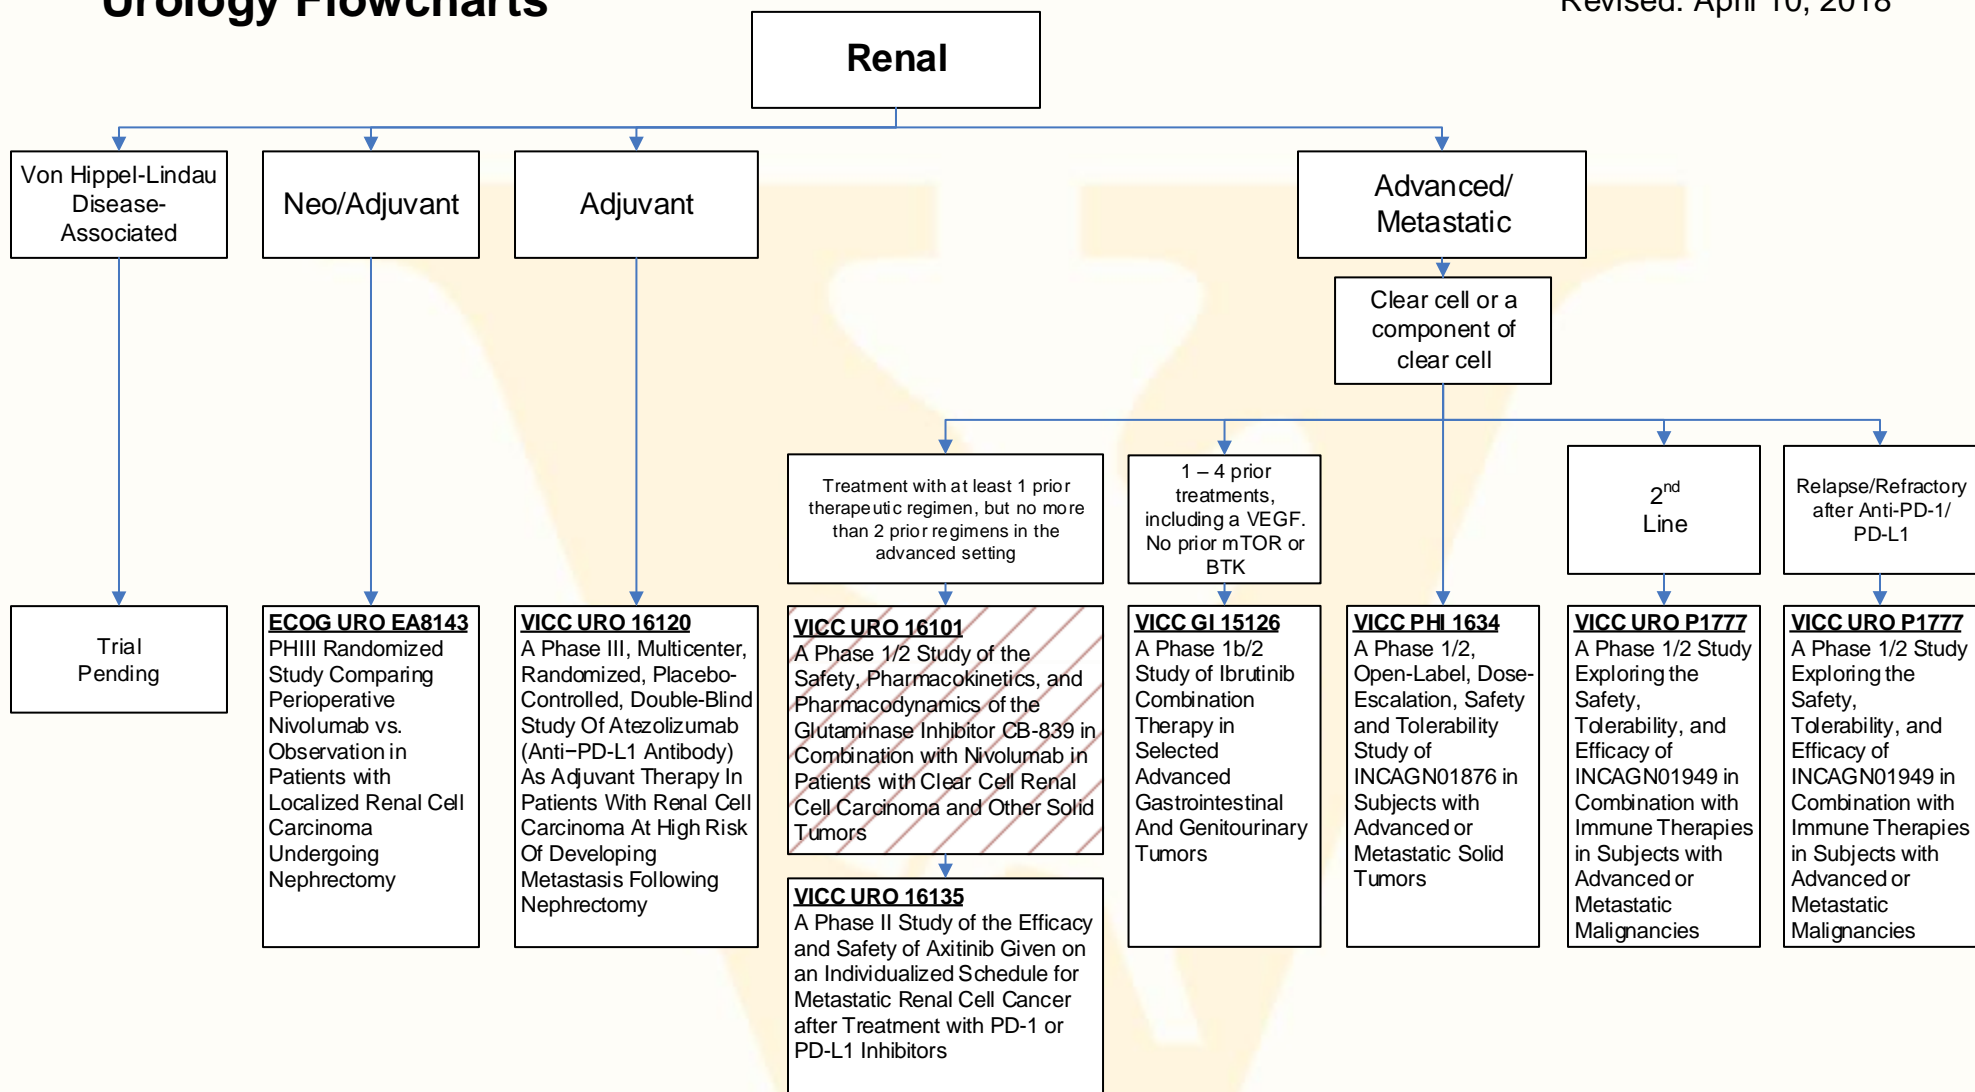 Urology Flowcharts
Revised: April 10, 2018
Renal
Von Hippel-Lindau
Disease-
Associated
Neo/Adjuvant
Adjuvant
Advanced/
Metastatic
Clear cell or a
component of
clear cell
Treatment with at least 1 prior
therapeutic regimen, but no more
than 2 prior regimens in the
advanced setting
1 – 4 prior
treatments,
including a VEGF.
No prior mTOR or
BTK
2nd
Line
Relapse/Refractory
after Anti-PD-1/
PD-L1
Trial
Pending
ECOG URO EA8143
PHIII Randomized
Study Comparing
Perioperative
Nivolumab vs.
Observation in
Patients with
Localized Renal Cell
Carcinoma
Undergoing
Nephrectomy
VICC URO 16120
A Phase III, Multicenter,
Randomized, Placebo-
Controlled, Double-Blind
Study Of Atezolizumab
(Anti−PD-L1 Antibody)
As Adjuvant Therapy In
Patients With Renal Cell
Carcinoma At High Risk
Of Developing
Metastasis Following
Nephrectomy
VICC URO 16101
A Phase 1/2 Study of the
Safety, Pharmacokinetics, and
Pharmacodynamics of the
Glutaminase Inhibitor CB-839 in
Combination with Nivolumab in
Patients with Clear Cell Renal
Cell Carcinoma and Other Solid
Tumors
VICC URO 16135
A Phase II Study of the Efficacy
and Safety of Axitinib Given on
an Individualized Schedule for
Metastatic Renal Cell Cancer
after Treatment with PD-1 or
PD-L1 Inhibitors
VICC GI 15126
A Phase 1b/2
Study of Ibrutinib
Combination
Therapy in
Selected
Advanced
Gastrointestinal
And Genitourinary
Tumors
VICC PHI 1634
A Phase 1/2,
Open-Label, Dose-
Escalation, Safety
and Tolerability
Study of
INCAGN01876 in
Subjects with
Advanced or
Metastatic Solid
Tumors
VICC URO P1777
A Phase 1/2 Study
Exploring the
Safety,
Tolerability, and
Efficacy of
INCAGN01949 in
Combination with
Immune Therapies
in Subjects with
Advanced or
Metastatic
Malignancies
VICC URO P1777
A Phase 1/2 Study
Exploring the
Safety,
Tolerability, and
Efficacy of
INCAGN01949 in
Combination with
Immune Therapies
in Subjects with
Advanced or
Metastatic
Malignancies